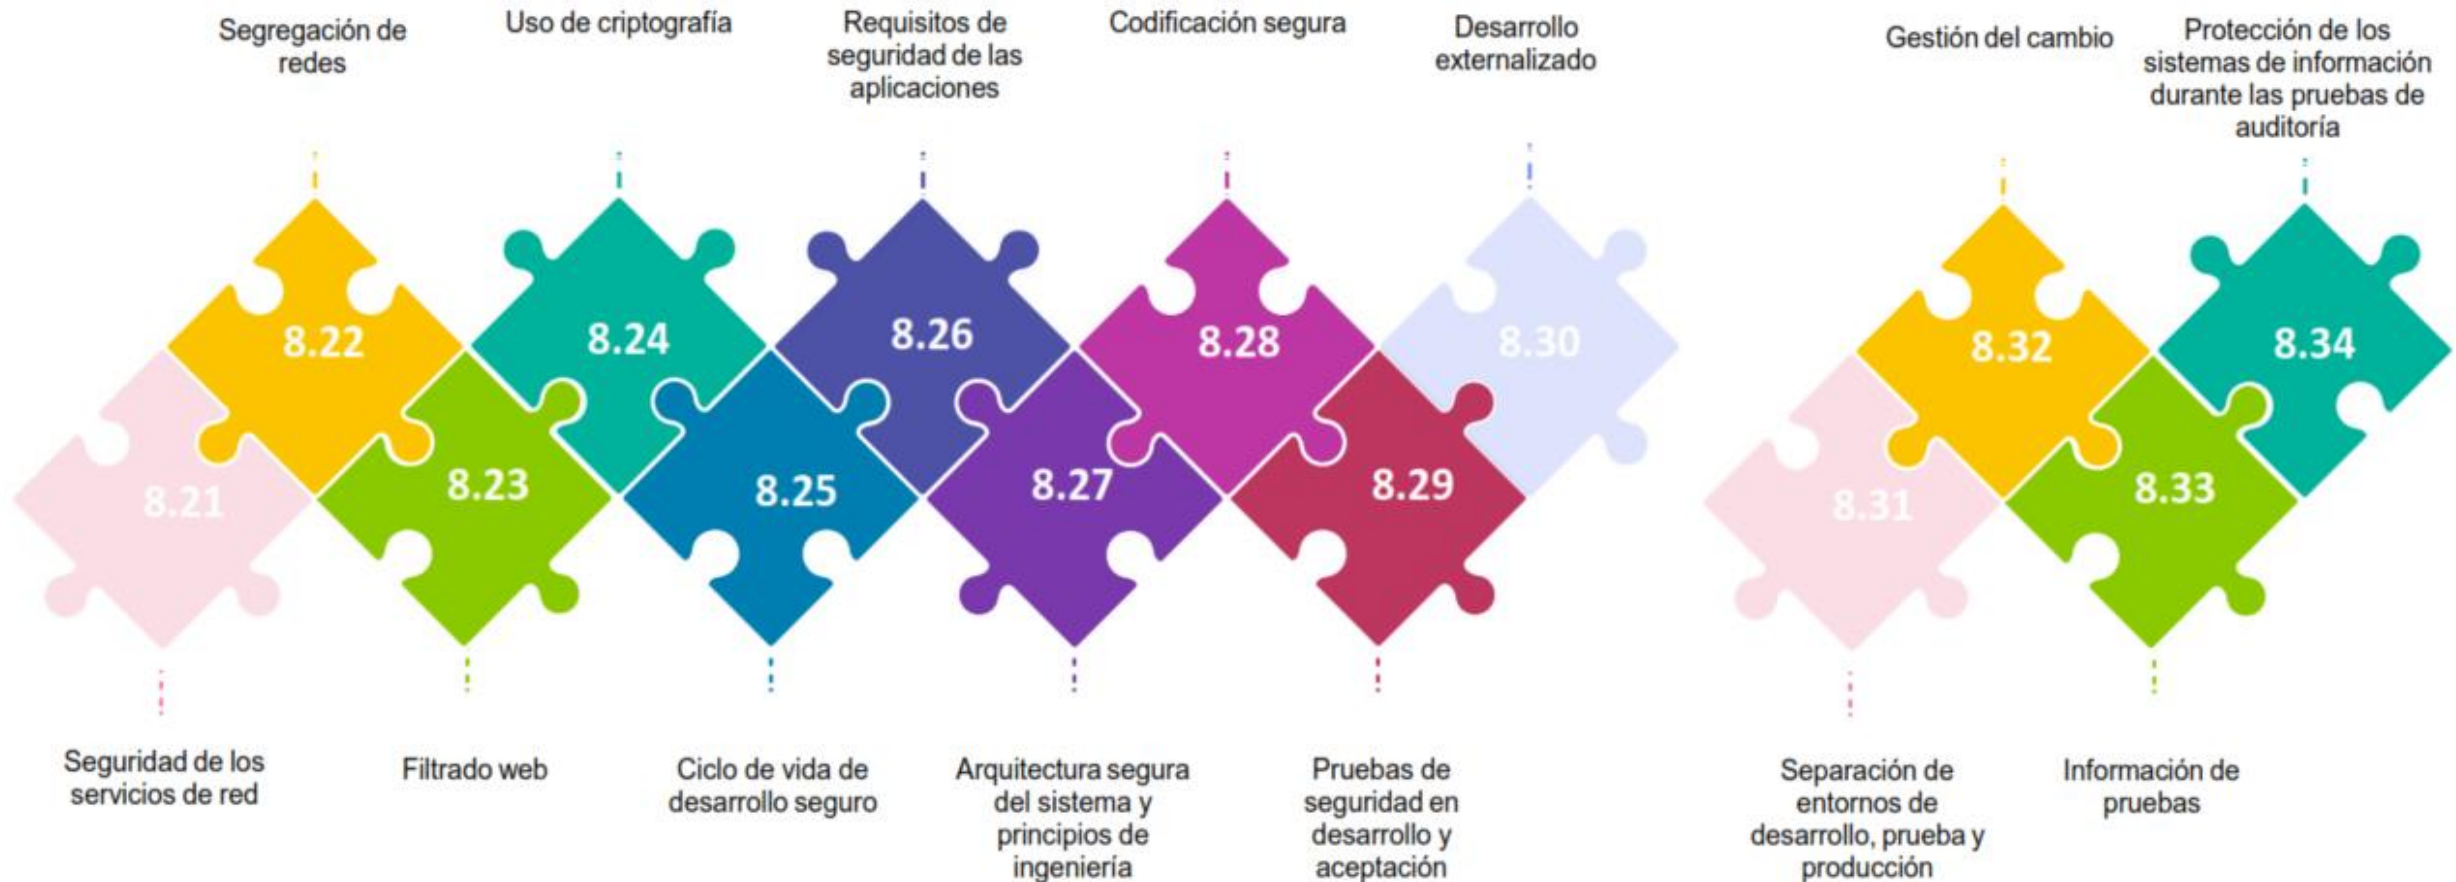 Segregación de
redes
Uso de criptografía
Requisitos de
seguridad de las
aplicaciones
Codificación segura
Desarrollo
externalizado
Gestión del cambio
Protección de los
sistemas de información
durante las pruebas de
auditoría
8.22
8.24
8.26
8.28
8.30
8.32
8.34
8.21
8.23
8.25
8.27
8.29
8.31
8.33
Seguridad de los
servicios de red
Filtrado web
Ciclo de vida de
desarrollo seguro
Arquitectura segura
del sistema y
principios de
ingeniería
Pruebas de
seguridad en
desarrollo y
aceptación
Separación de
entornos de
desarrollo, prueba y
producción
Información de
pruebas